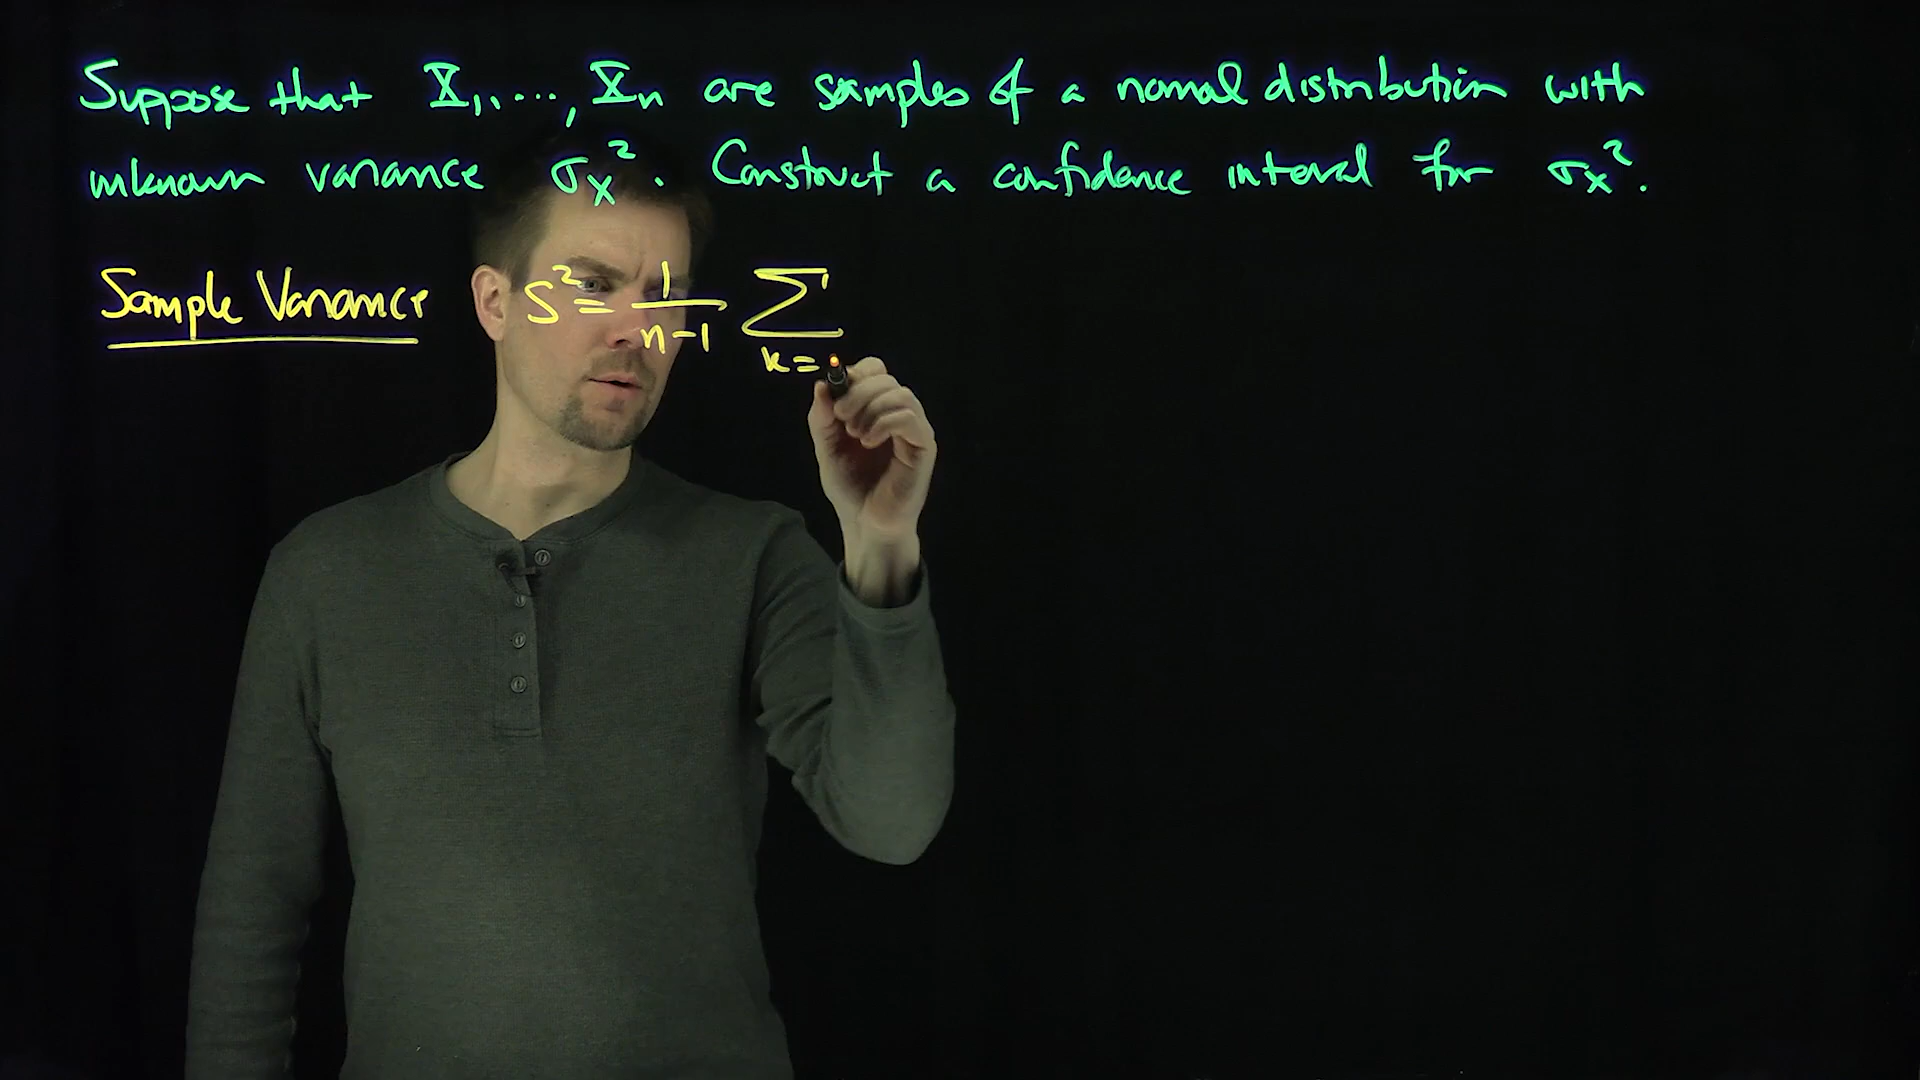 Suppose that X₁,..., Xₙ are samples of a normal distribution with
unknown variance σₓ². Construct a confidence interval for σₓ².
Sample Variance S² = 1/(n-1) Σ k=